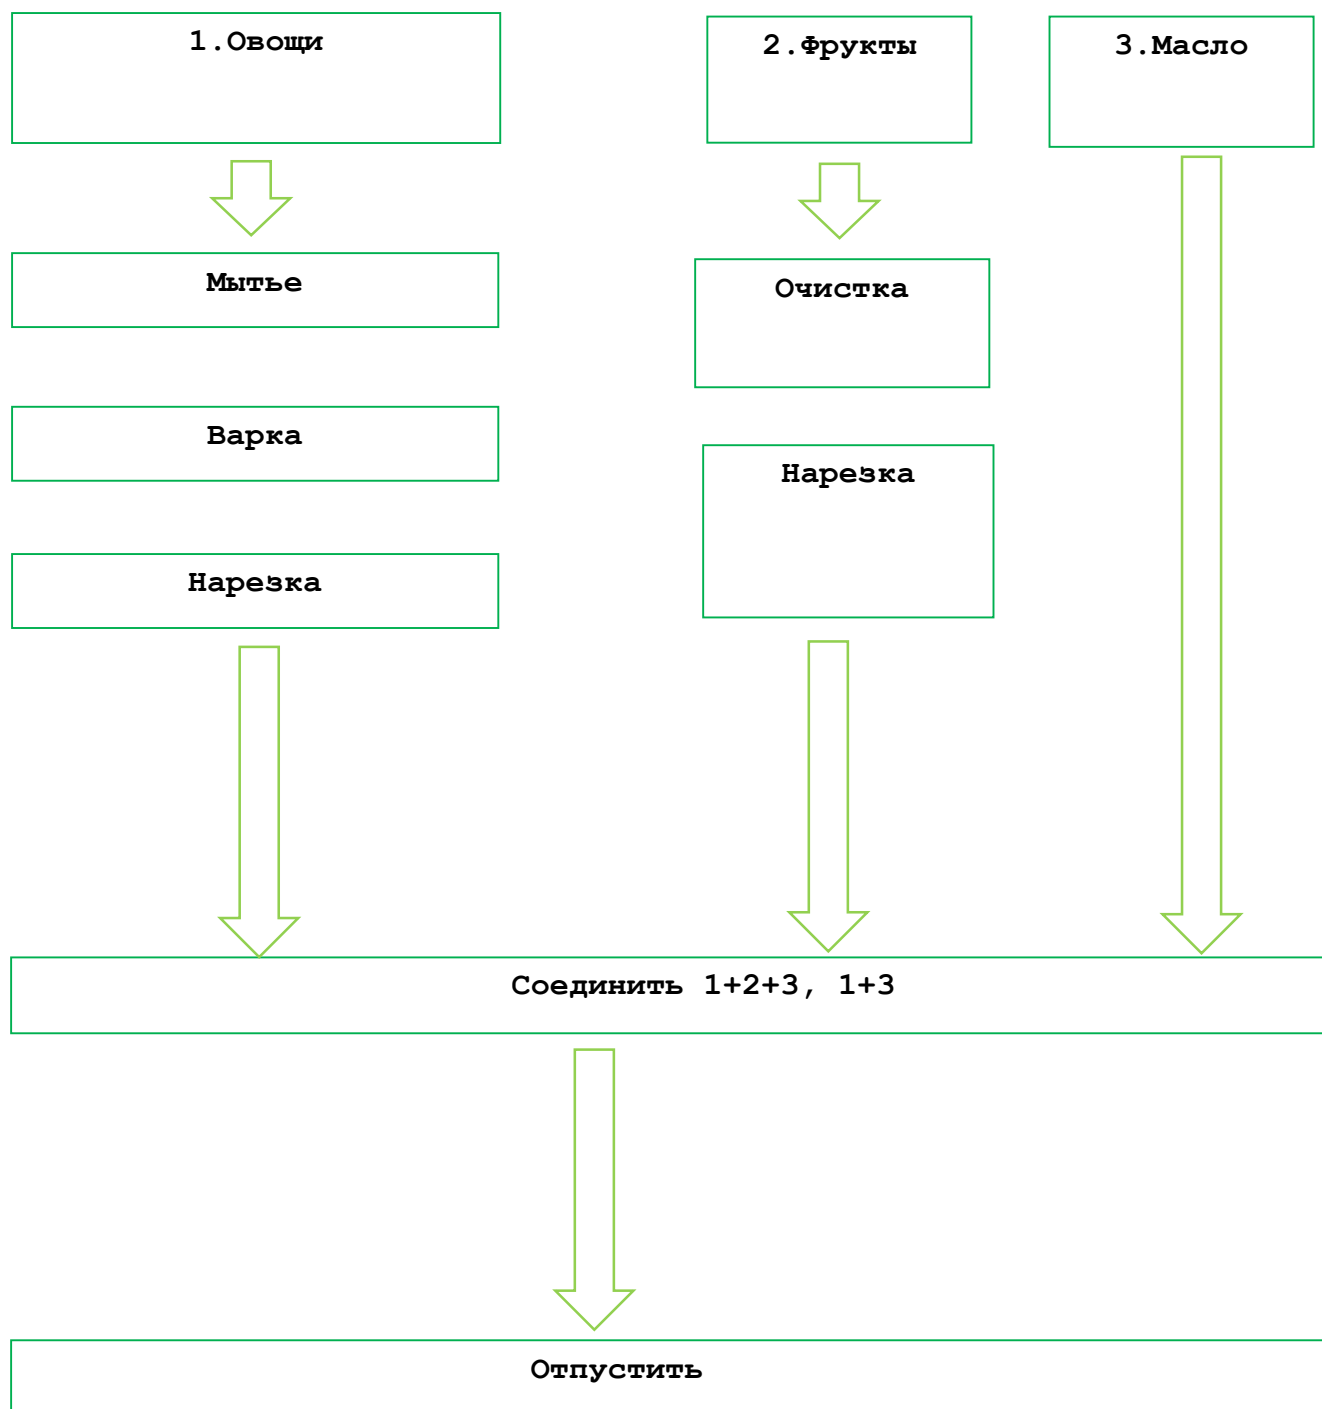 1.Овощи
2.Фрукты
3.Масло
Мытье
Очистка
Варка
Нарезка
Нарезка
Соединить 1+2+3, 1+3
Отпустить